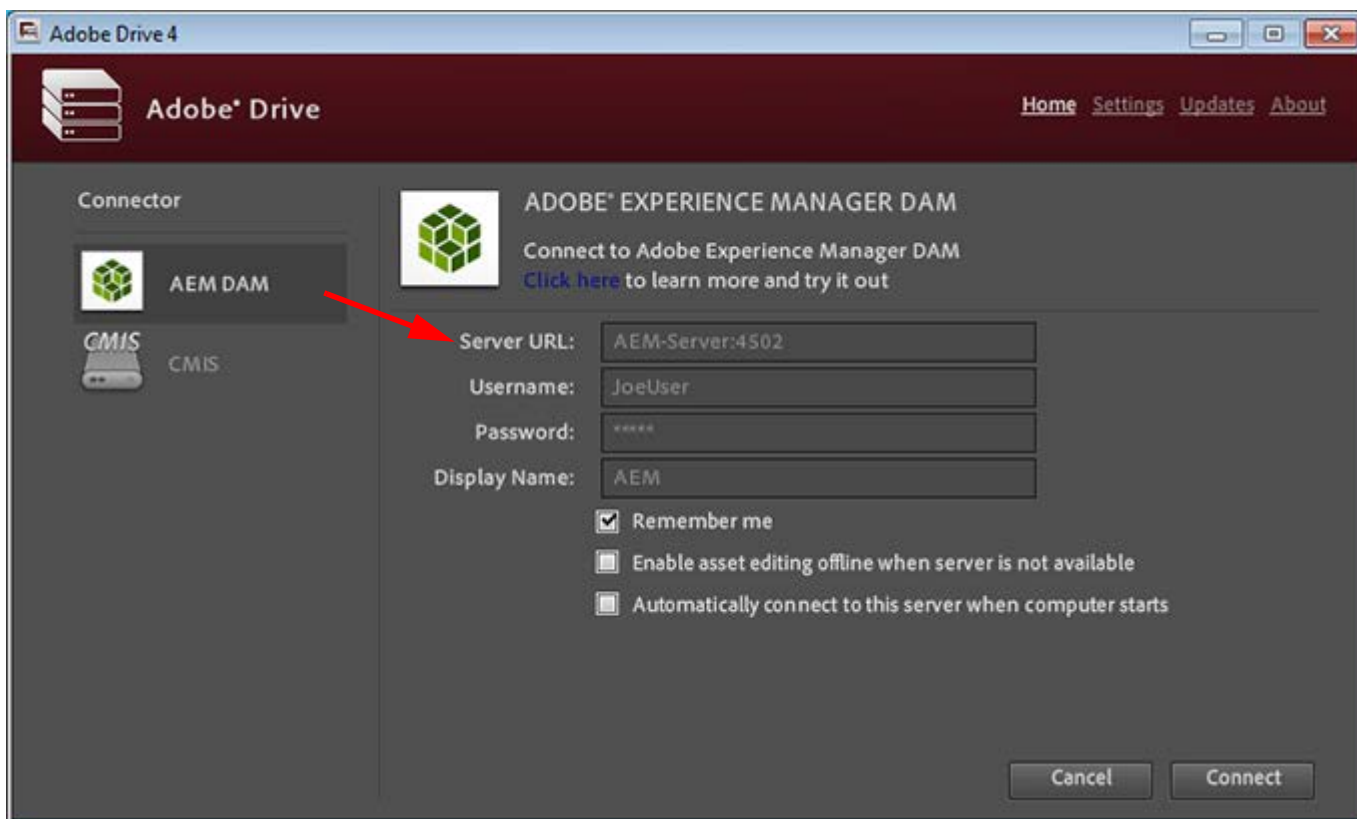 Adobe Drive 4
Adobe® Drive
Home Settings Updates About
Connector
AEM DAM
CMIS
CMIS
ADOBE® EXPERIENCE MANAGER DAM
Connect to Adobe Experience Manager DAM
Click here to learn more and try it out
Server URL: AEM-Server:4502
Username: JoeUser
Password: *****
Display Name: AEM
Remember me
Enable asset editing offline when server is not available
Automatically connect to this server when computer starts
Cancel Connect